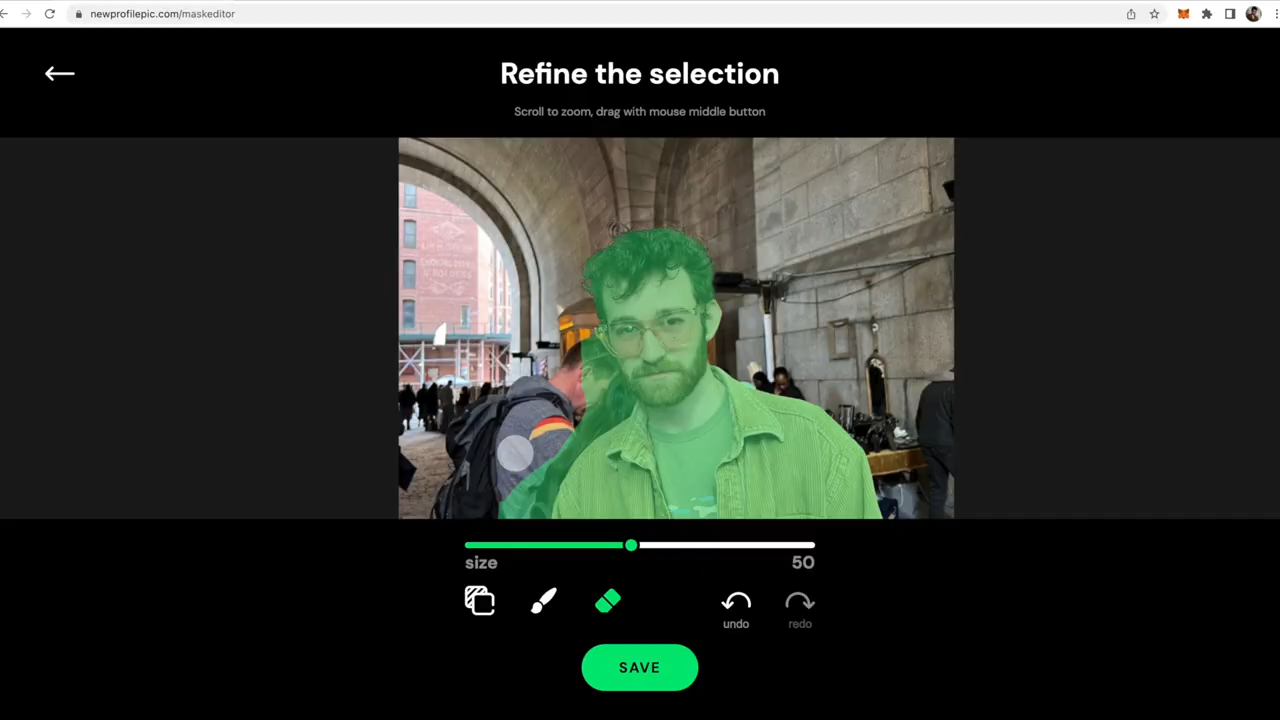 newprofilepic.com/maskeditor
Refine the selection
Scroll to zoom, drag with mouse middle button
size
50
undo
redo
SAVE